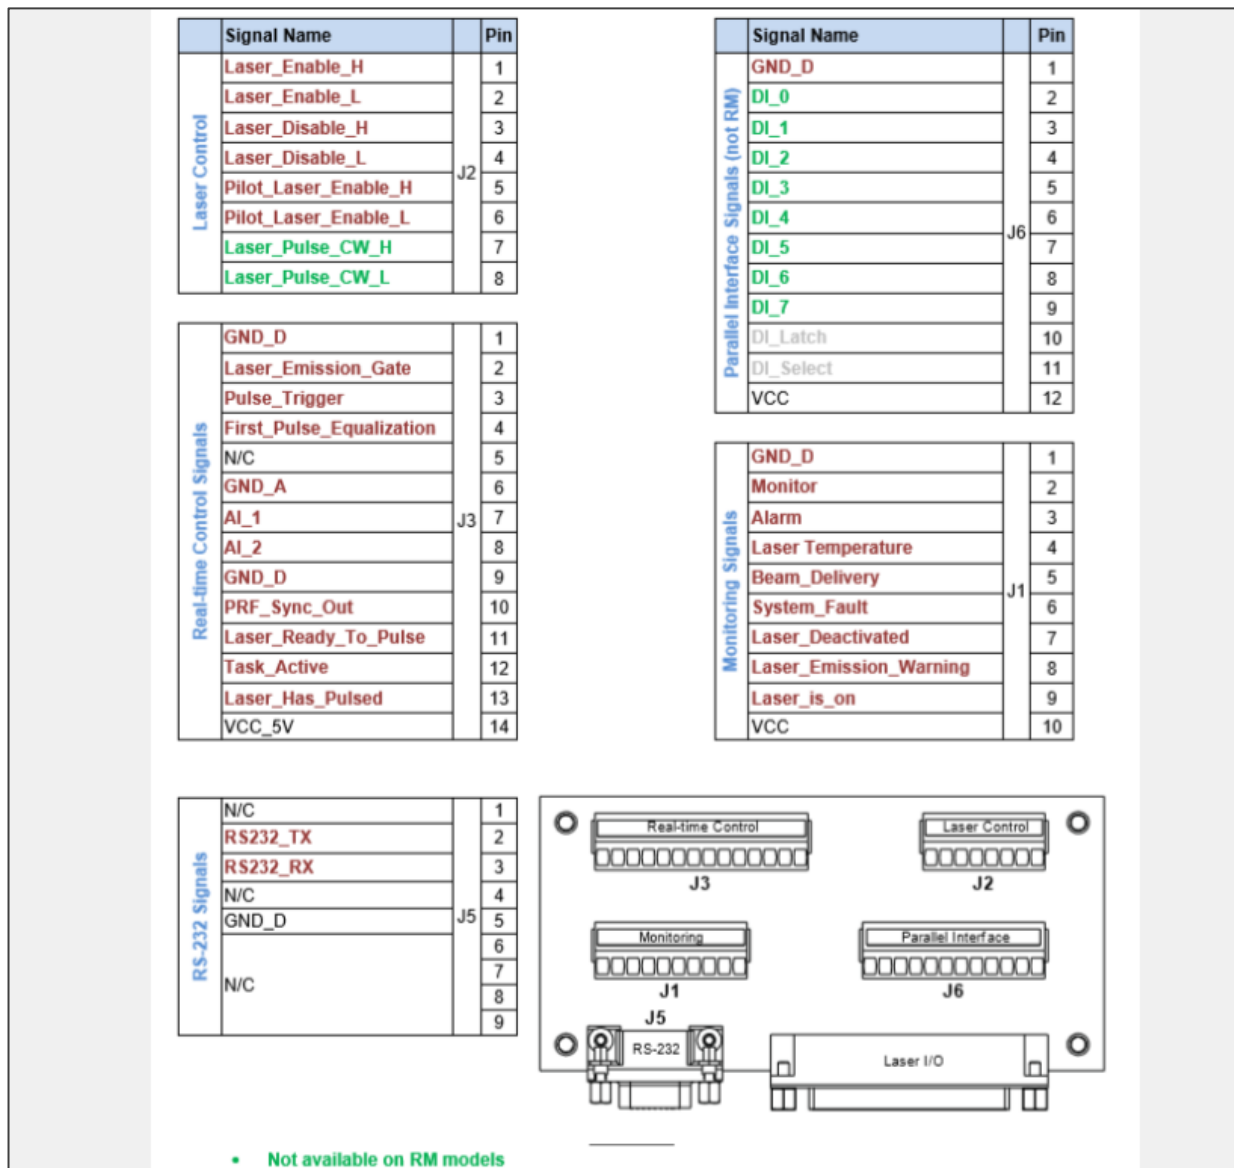 Signal Name Pin
Laser Control
J2
Laser_Enable_H 1
Laser_Enable_L 2
Laser_Disable_H 3
Laser_Disable_L 4
Pilot_Laser_Enable_H 5
Pilot_Laser_Enable_L 6
Laser_Pulse_CW_H 7
Laser_Pulse_CW_L 8
Real-time Control Signals
J3
GND_D 1
Laser_Emission_Gate 2
Pulse_Trigger 3
First_Pulse_Equalization 4
N/C 5
GND_A 6
AI_1 7
AI_2 8
GND_D 9
PRF_Sync_Out 10
Laser_Ready_To_Pulse 11
Task_Active 12
Laser_Has_Pulsed 13
VCC_5V 14
Signal Name Pin
Parallel Interface Signals (not RM)
J6
GND_D 1
DI_0 2
DI_1 3
DI_2 4
DI_3 5
DI_4 6
DI_5 7
DI_6 8
DI_7 9
DI_Latch 10
DI_Select 11
VCC 12
Monitoring Signals
J1
GND_D 1
Monitor 2
Alarm 3
Laser Temperature 4
Beam_Delivery 5
System_Fault 6
Laser_Deactivated 7
Laser_Emission_Warning 8
Laser_is_on 9
VCC 10
RS-232 Signals
J5
N/C 1
RS232_TX 2
RS232_RX 3
N/C 4
GND_D 5
N/C
6
7
8
9
Real-time Control
J3
Laser Control
J2
Monitoring
J1
Parallel Interface
J6
J5
RS-232
Laser I/O
• Not available on RM models